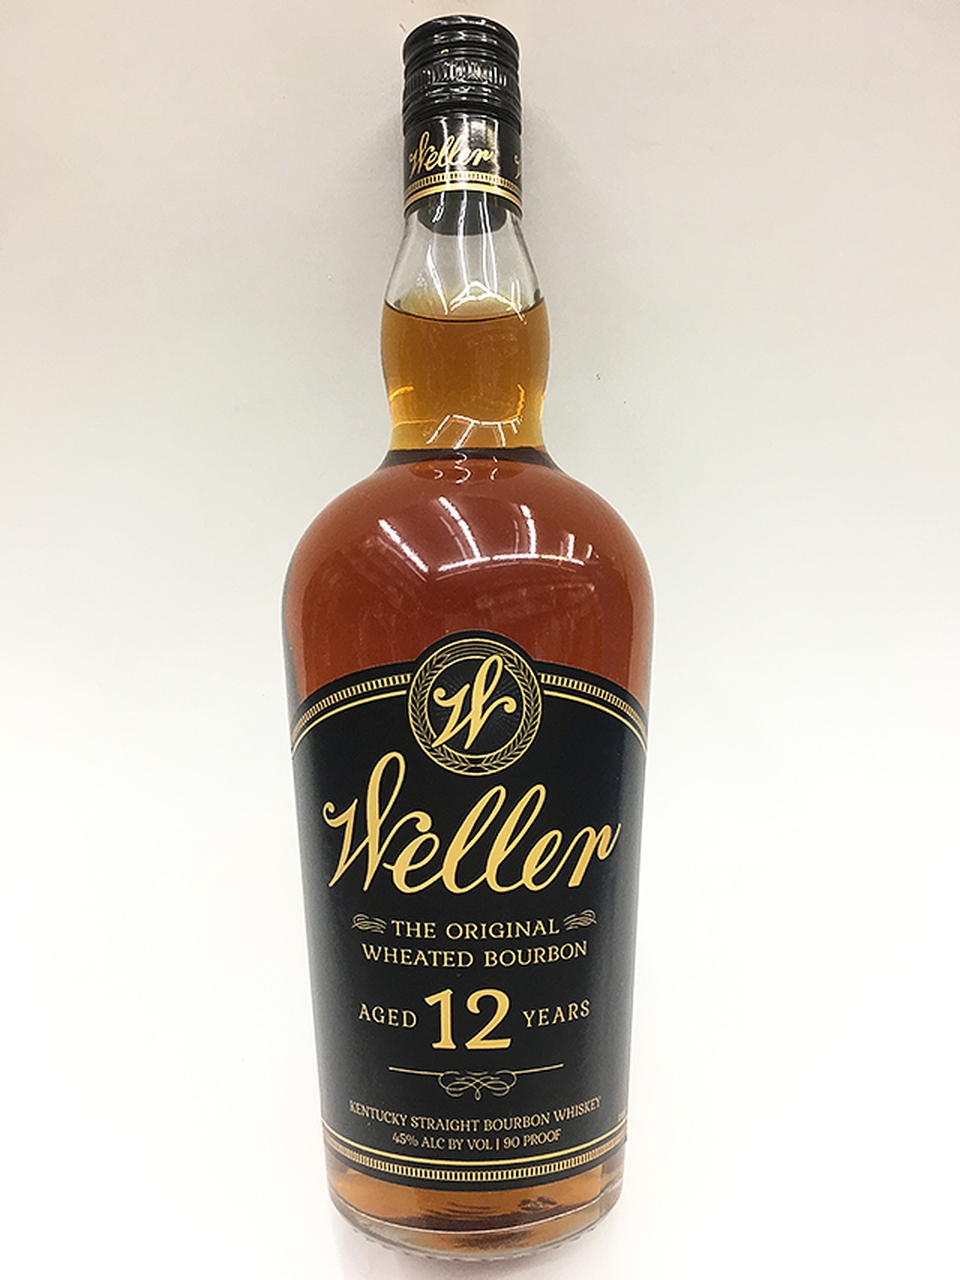 Weller
W
Weller
THE ORIGINAL
WHEATED BOURBON
AGED 12 YEARS
KENTUCKY STRAIGHT BOURBON WHISKEY
45% ALC BY VOL | 90 PROOF